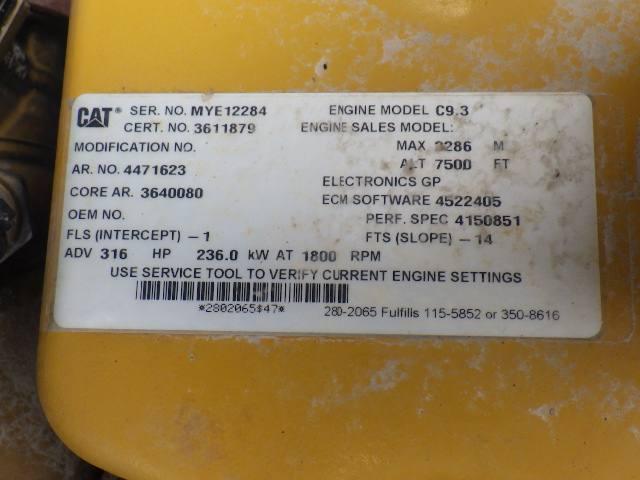 CAT® SER. NO. MYE12284 ENGINE MODEL C9.3
CERT. NO. 3611879 ENGINE SALES MODEL:
MODIFICATION NO. MAX 2286 M
AR. NO. 4471623 ALT 7500 FT
ELECTRONICS GP
CORE AR. 3640080 ECM SOFTWARE 4522405
OEM NO. PERF. SPEC 4150851
FLS (INTERCEPT) -1 FTS (SLOPE) -14
ADV 316 HP 236.0 kW AT 1800 RPM
USE SERVICE TOOL TO VERIFY CURRENT ENGINE SETTINGS
*2802065$47* 280-2065 Fulfills 115-5852 or 350-8616